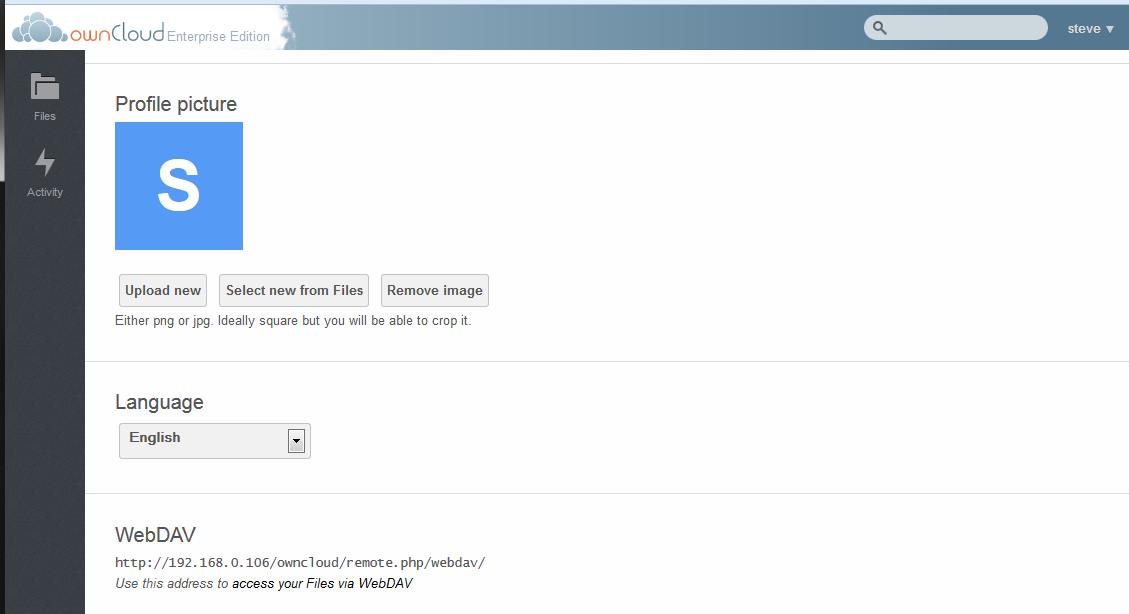 ownCloud Enterprise Edition
steve ▼
Files
Activity
Profile picture
S
Upload new Select new from Files Remove image
Either png or jpg. Ideally square but you will be able to crop it.
Language
English
WebDAV
http://192.168.0.106/owncloud/remote.php/webdav/
Use this address to access your Files via WebDAV